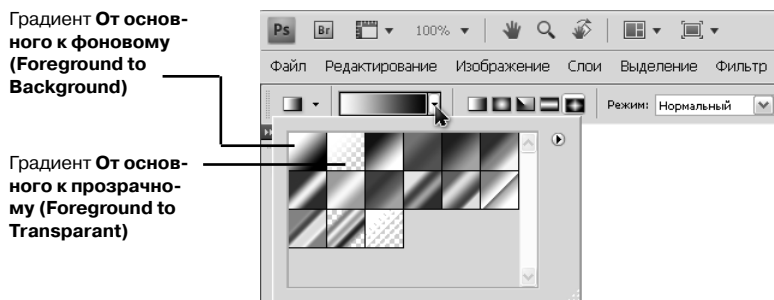 Градиент От основ-
ного к фоновому
(Foreground to
Background)
Градиент От основ-
ного к прозрачно-
му (Foreground to
Transparant)
Ps Br 100%
Файл Редактирование Изображение Слои Выделение Фильтр
Режим: Нормальный